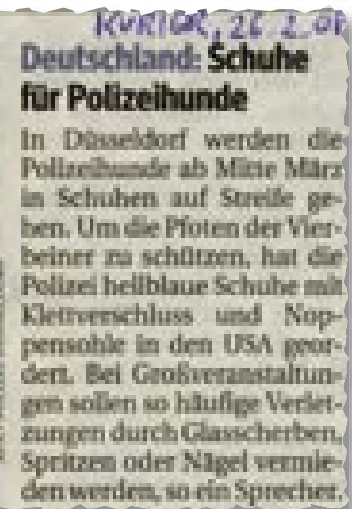 KURIER, 26.2.08
Deutschland: Schuhe
für Polizeihunde
In Düsseldorf werden die
Polizeihunde ab Mitte März
in Schuhen auf Streife ge-
hen. Um die Pfoten der Vier-
beiner zu schützen, hat die
Polizei hellblaue Schuhe mit
Klettverschluss und Nop-
pensohle in den USA geor-
dert. Bei Großveranstaltun-
gen sollen so häufige Verlet-
zungen durch Glasscherben,
Spritzen oder Nägel vermie-
den werden, so ein Sprecher.